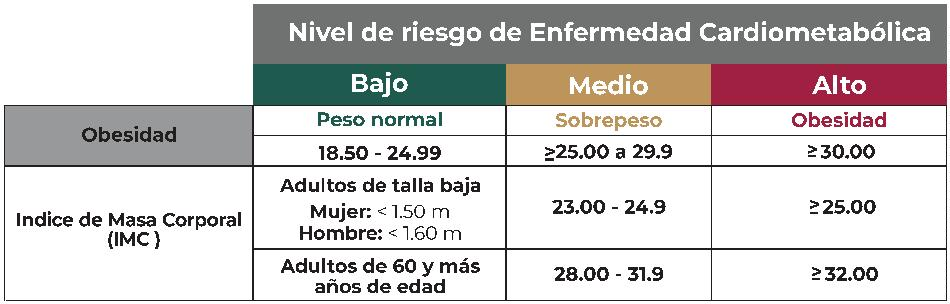 Nivel de riesgo de Enfermedad Cardiometabólica
Bajo Medio Alto
Obesidad Peso normal Sobrepeso Obesidad
18.50 - 24.99 ≥25.00 a 29.9 ≥30.00
Indice de Masa Corporal
(IMC )
Adultos de talla baja
Mujer: < 1.50 m
Hombre: < 1.60 m
23.00 - 24.9 ≥25.00
Adultos de 60 y más
años de edad
28.00 - 31.9 ≥32.00